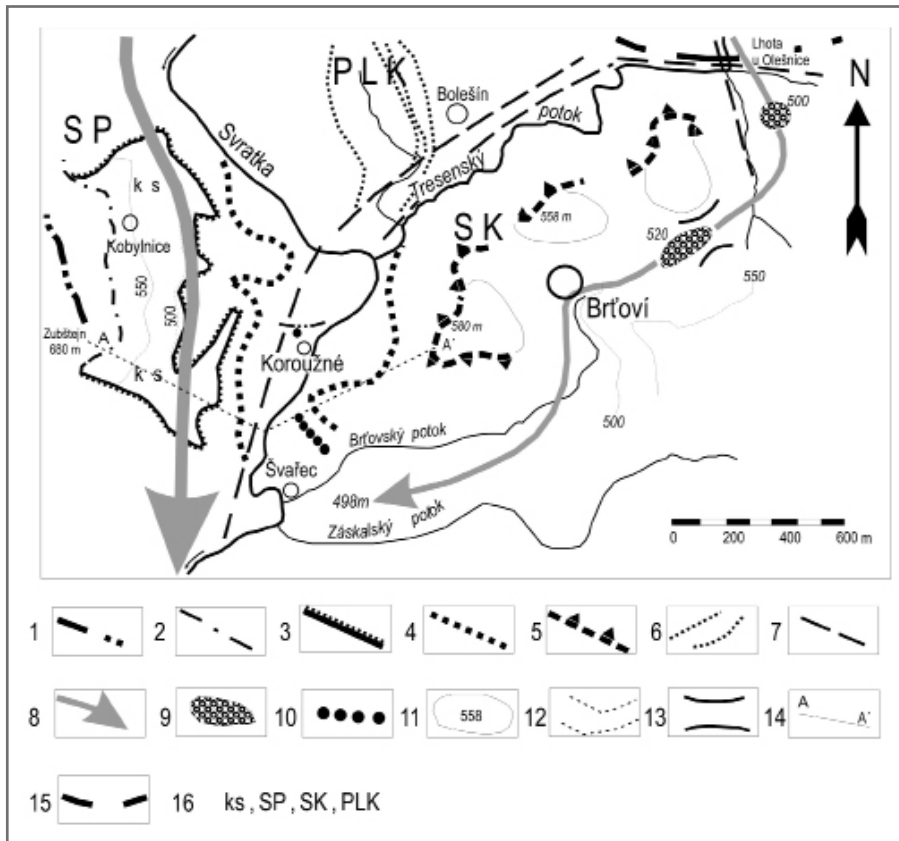 Lhota
u Olešnice
N
PLK
Bolešín
500
SP
Svratka
potok
Tresenský
k s
Kobylnice
558 m
SK
520
550
550
500
Brťoví
Zubštejn
680 m
A
580 m
A´
Koroužné
k s
500
Brťovský potok
Švařec
498m
Záskalský potok
0 200 400 600 m
1 2 3 4 5 6 7
8 9 10 11 558 12 13 14 A A´
15 16 ks , SP , SK , PLK